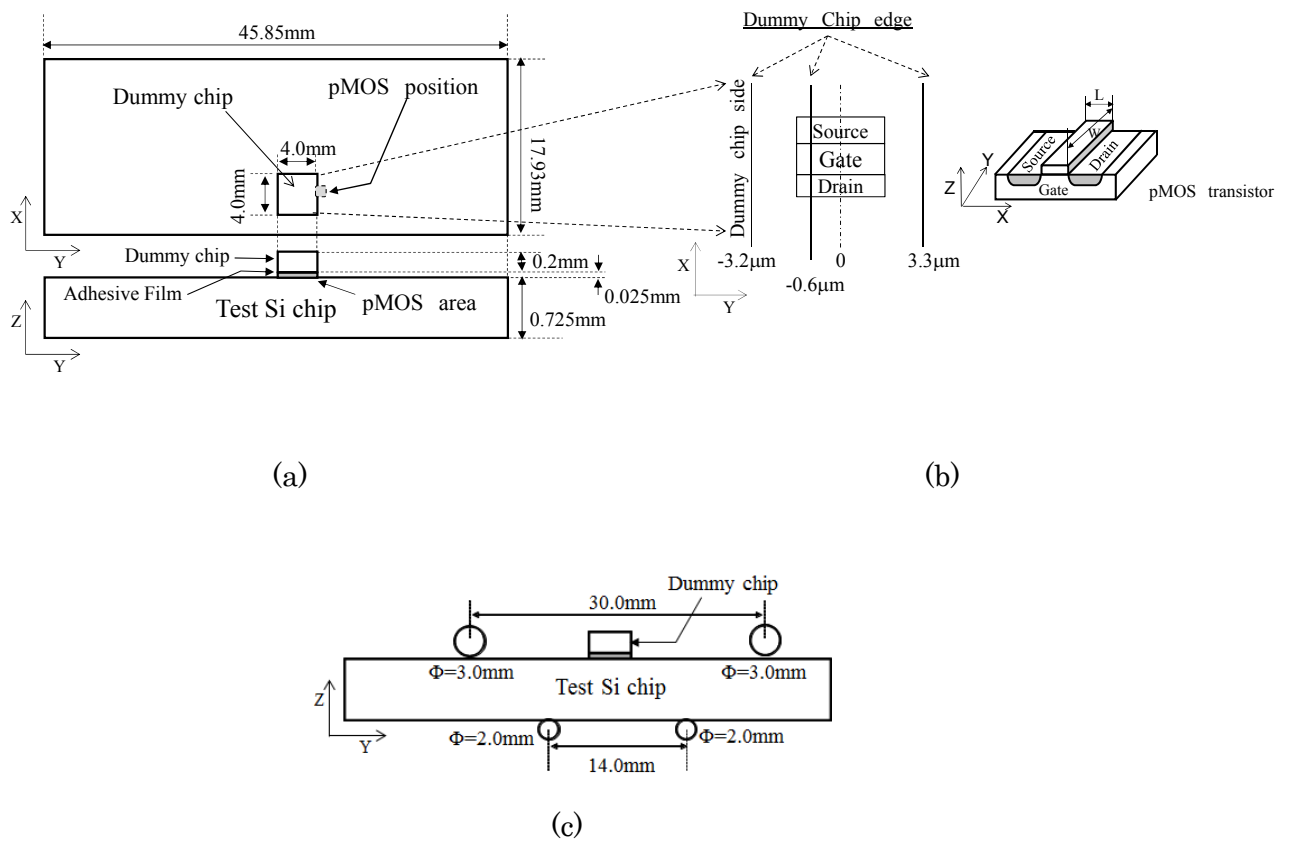 45.85mm
Dummy chip
pMOS position
4.0mm
4.0mm
17.93mm
X
Y
Dummy chip
0.2mm
Adhesive Film
0.025mm
Test Si chip
pMOS area
0.725mm
Z
Y
(a)
Dummy Chip edge
Dummy chip side
Source
Gate
Drain
-3.2μm
0
3.3μm
-0.6μm
X
Y
L
W
Source
Drain
Gate
Y
Z
X
pMOS transistor
(b)
Dummy chip
30.0mm
Φ=3.0mm
Φ=3.0mm
Test Si chip
Z
Y
Φ=2.0mm
Φ=2.0mm
14.0mm
(c)